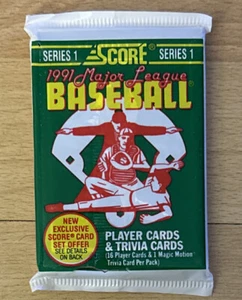 SERIES 1 SCORE SERIES 1
1991 Major League
BASEBALL
NEW
EXCLUSIVE
SCORE® CARD
SET OFFER
SEE DETAILS
ON BACK
PLAYER CARDS
& TRIVIA CARDS
(16 Player Cards & 1 Magic Motion
Trivia Card Per Pack)